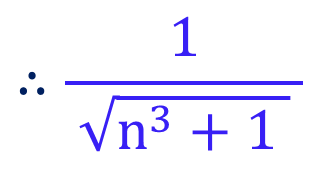 ∴ 1/√(n³ + 1)